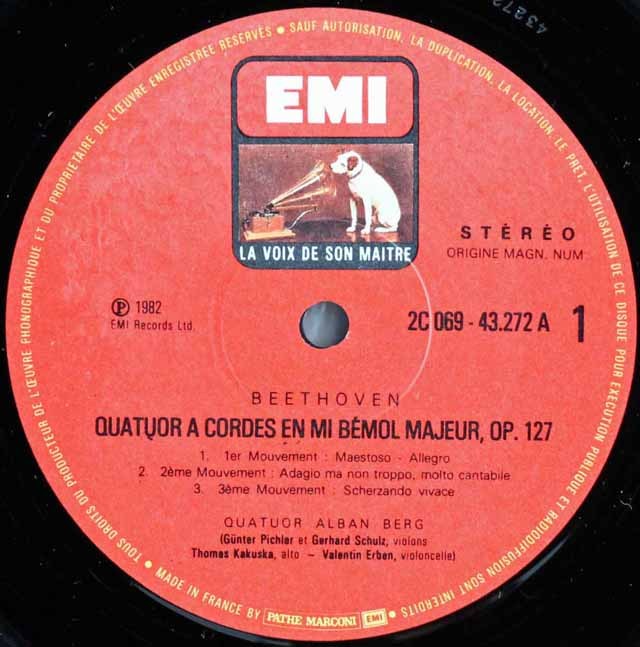 43272
TOUS DROITS DU PRODUCTEUR DE L'ŒUVRE PHONOGRAPHIQUE ET DU PROPRIETAIRE DE L'ŒUVRE ENREGISTREE RESERVES • SAUF AUTORISATION, LA DUPLICATION, LA LOCATION, LE PRET, L'UTILISATION DE CE DISQUE POUR EXECUTION PUBLIQUE ET RADIODIFFUSION SONT INTERDITS •
EMI
LA VOIX DE SON MAITRE
STÉRÉO
ORIGINE MAGN. NUM
Ⓟ 1982
EMI Records Ltd.
2C 069 - 43.272 A 1
BEETHOVEN
QUATUOR A CORDES EN MI BÉMOL MAJEUR, OP. 127
1. 1er Mouvement : Maestoso - Allegro
2. 2ème Mouvement : Adagio ma non troppo, molto cantabile
3. 3ème Mouvement : Scherzando vivace
QUATUOR ALBAN BERG
(Günter Pichler et Gerhard Schulz, violons
Thomas Kakuska, alto - Valentin Erben, violoncelle)
MADE IN FRANCE BY PATHE MARCONI EMI